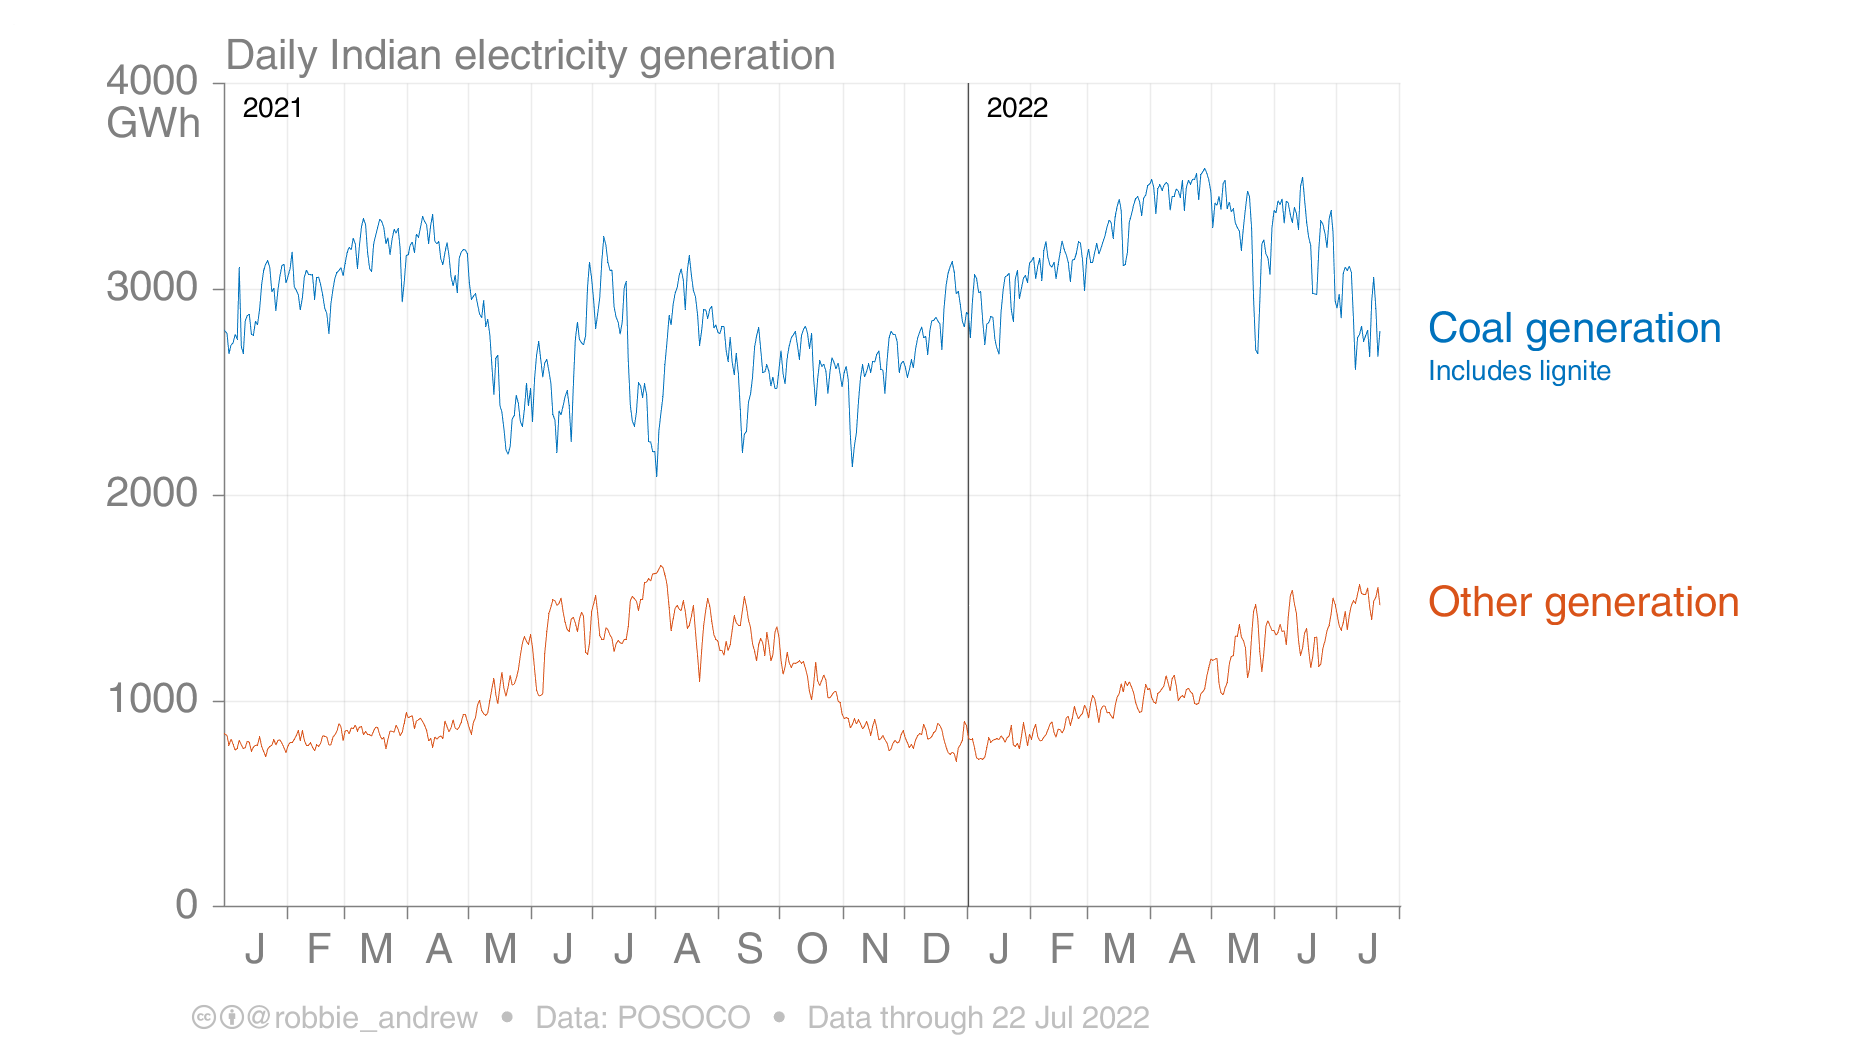 Daily Indian electricity generation
4000
GWh
2021
2022
3000
Coal generation
Includes lignite
2000
Other generation
1000
0
J F M A M J J A S O N D J F M A M J J
@robbie_andrew • Data: POSOCO • Data through 22 Jul 2022